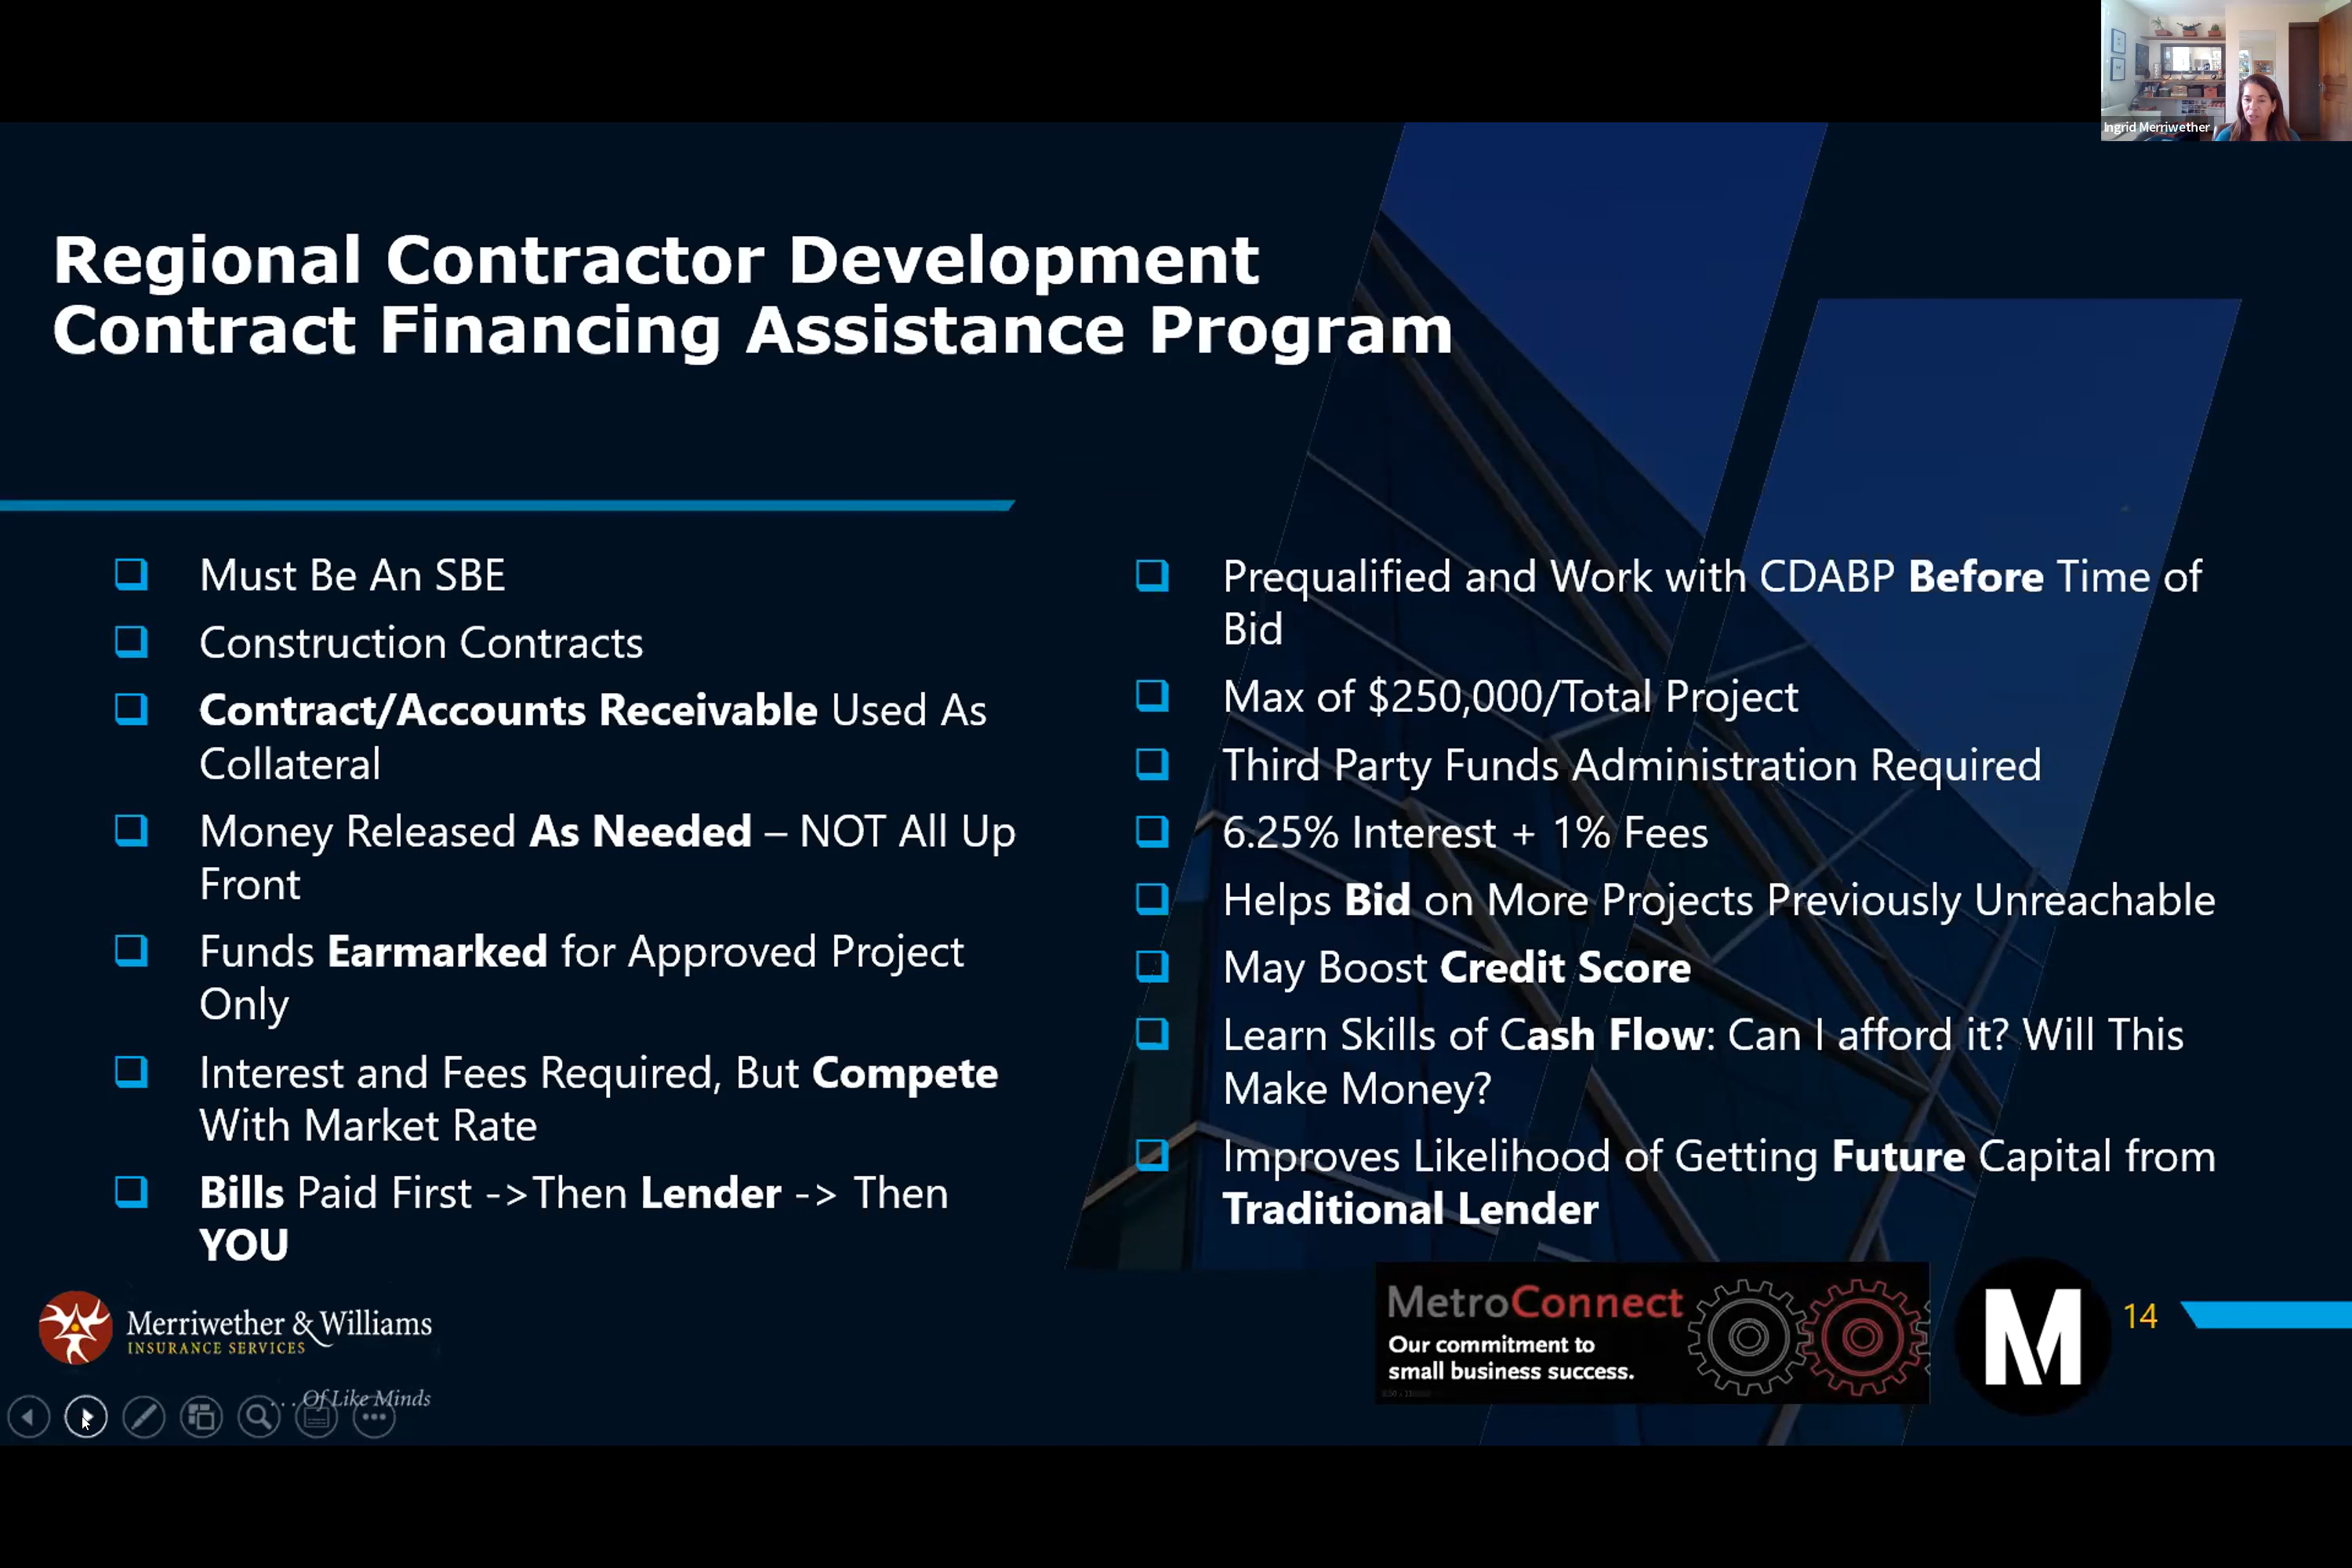 Ingrid Merriwether
Regional Contractor Development
Contract Financing Assistance Program
Must Be An SBE
Construction Contracts
Contract/Accounts Receivable Used As
Collateral
Money Released As Needed – NOT All Up
Front
Funds Earmarked for Approved Project
Only
Interest and Fees Required, But Compete
With Market Rate
Bills Paid First ->Then Lender -> Then
YOU
Prequalified and Work with CDABP Before Time of
Bid
Max of $250,000/Total Project
Third Party Funds Administration Required
6.25% Interest + 1% Fees
Helps Bid on More Projects Previously Unreachable
May Boost Credit Score
Learn Skills of Cash Flow: Can I afford it? Will This
Make Money?
Improves Likelihood of Getting Future Capital from
Traditional Lender
Merriwether & Williams
INSURANCE SERVICES
. . . Of Like Minds
MetroConnect
Our commitment to
small business success.
M
14